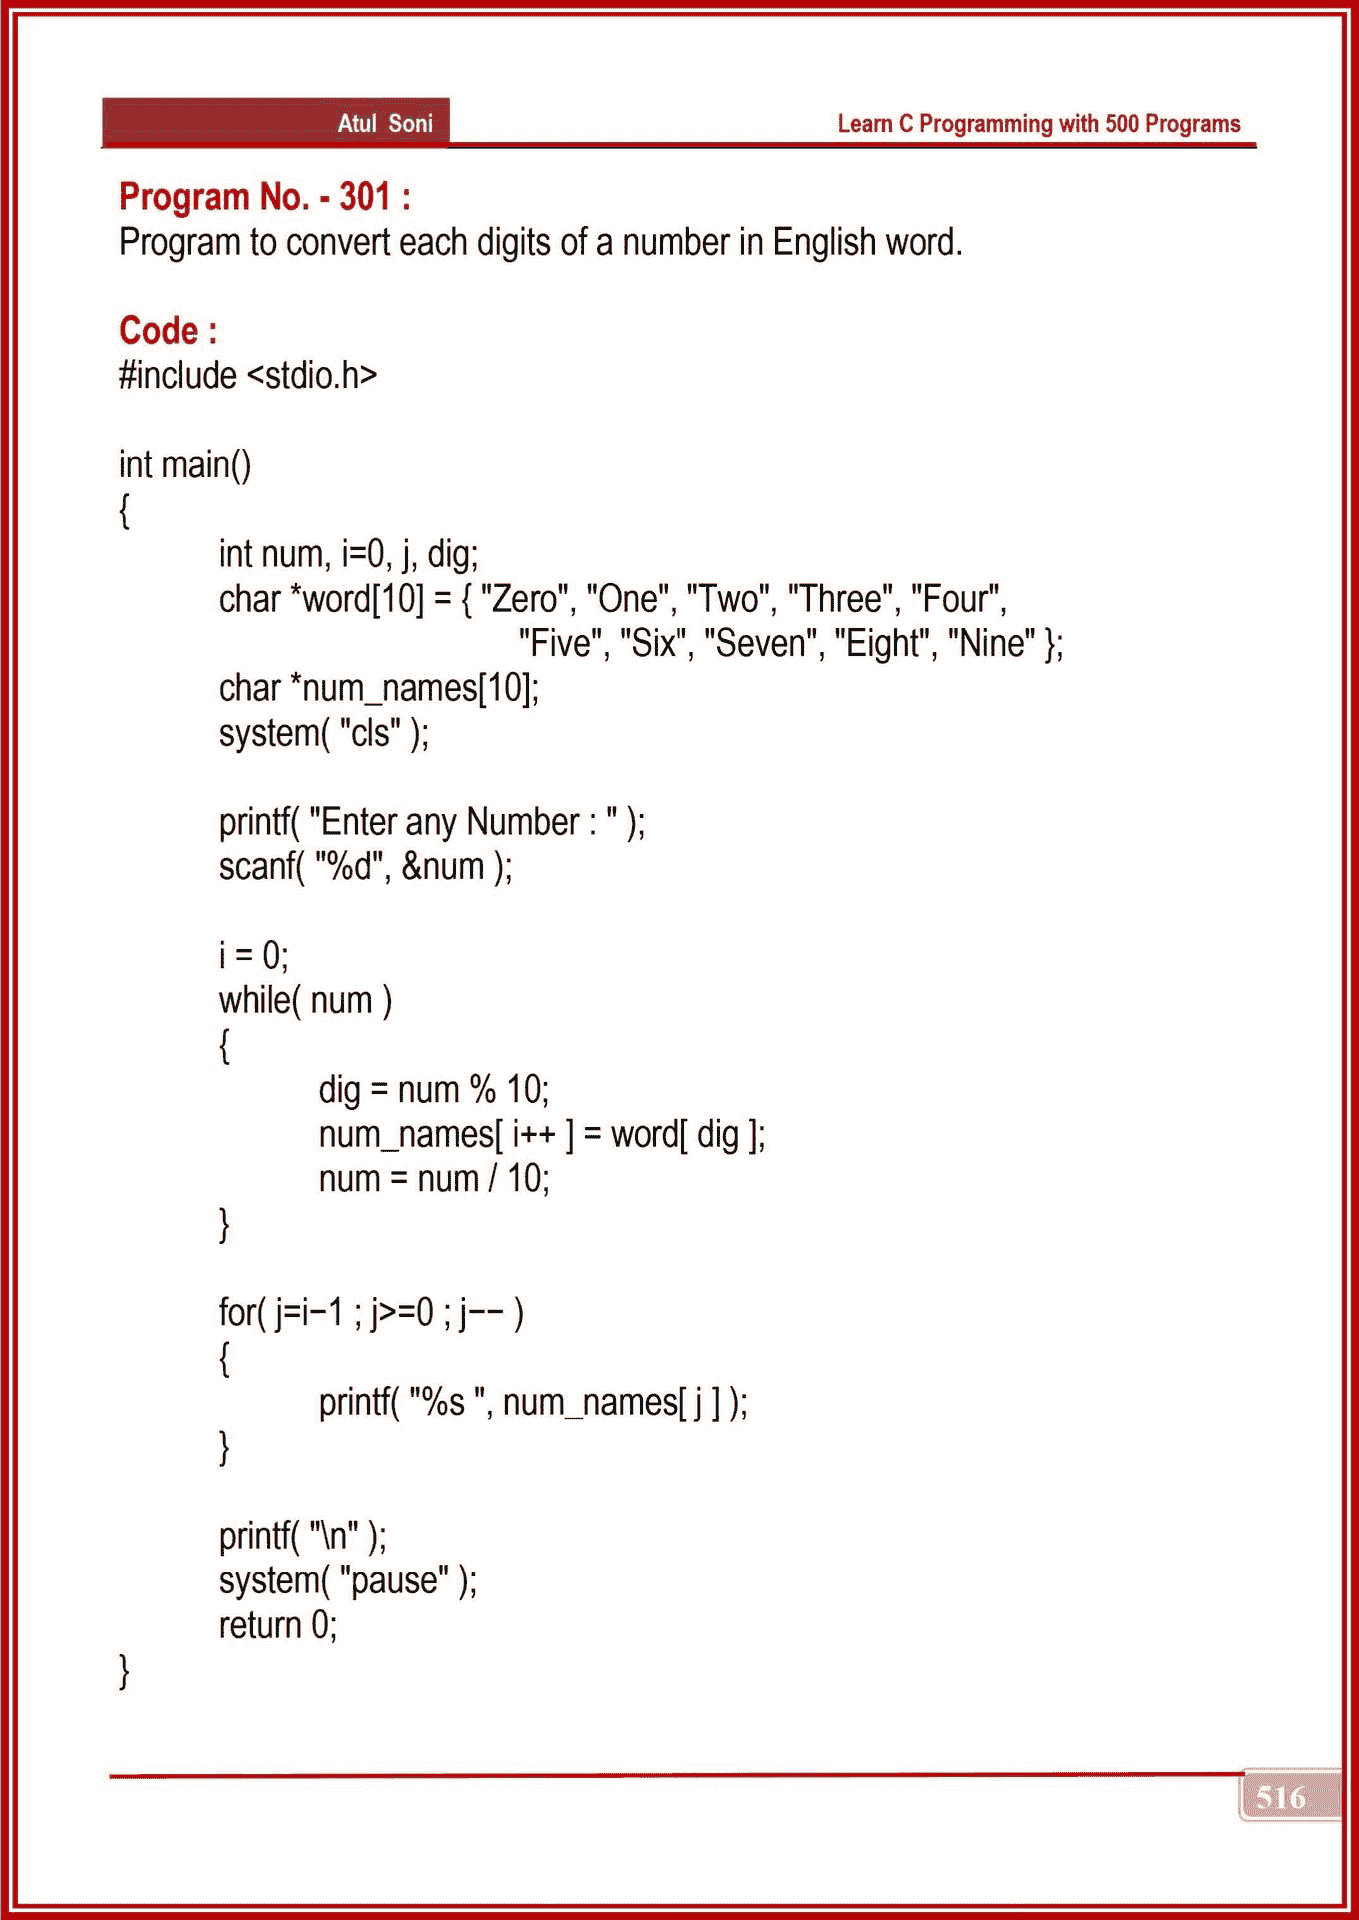 Atul Soni
Learn C Programming with 500 Programs
Program No. - 301 :
Program to convert each digits of a number in English word.
Code :
#include <stdio.h>
int main()
{
int num, i=0, j, dig;
char *word[10] = { "Zero", "One", "Two", "Three", "Four",
"Five", "Six", "Seven", "Eight", "Nine" };
char *num_names[10];
system( "cls" );
printf( "Enter any Number : " );
scanf( "%d", &num );
i = 0;
while( num )
{
dig = num % 10;
num_names[ i++ ] = word[ dig ];
num = num / 10;
}
for( j=i−1 ; j>=0 ; j−− )
{
printf( "%s ", num_names[ j ] );
}
printf( "\n" );
system( "pause" );
return 0;
}
516